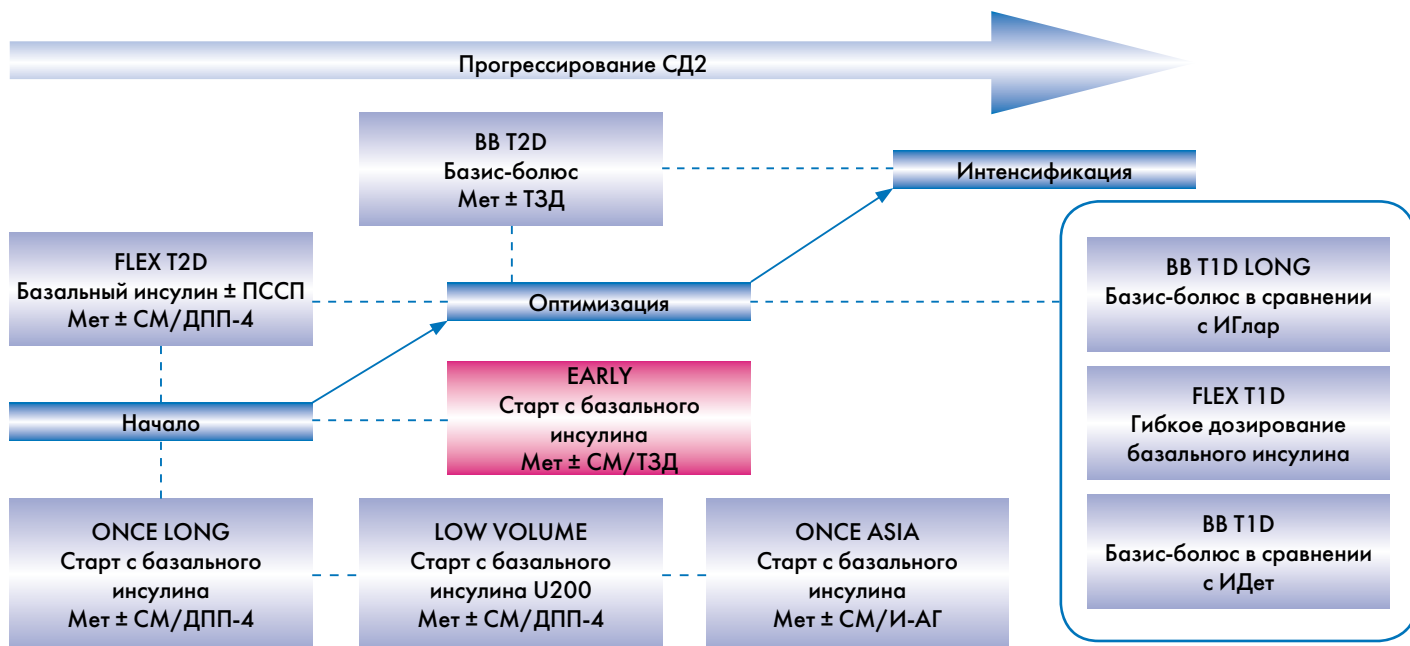 Прогрессирование СД2
BB T2D
Базис-болюс
Мет ± ТЗД
Интенсификация
FLEX T2D
Базальный инсулин ± ПССП
Мет ± СМ/ДПП-4
Оптимизация
BB T1D LONG
Базис-болюс в сравнении
с ИГлар
EARLY
Старт с базального
инсулина
Мет ± СМ/ТЗД
Начало
FLEX T1D
Гибкое дозирование
базального инсулина
ONCE LONG
Старт с базального
инсулина
Мет ± СМ/ДПП-4
LOW VOLUME
Старт с базального
инсулина U200
Мет ± СМ/ДПП-4
ONCE ASIA
Старт с базального
инсулина
Мет ± СМ/И-АГ
BB T1D
Базис-болюс в сравнении
с ИДет